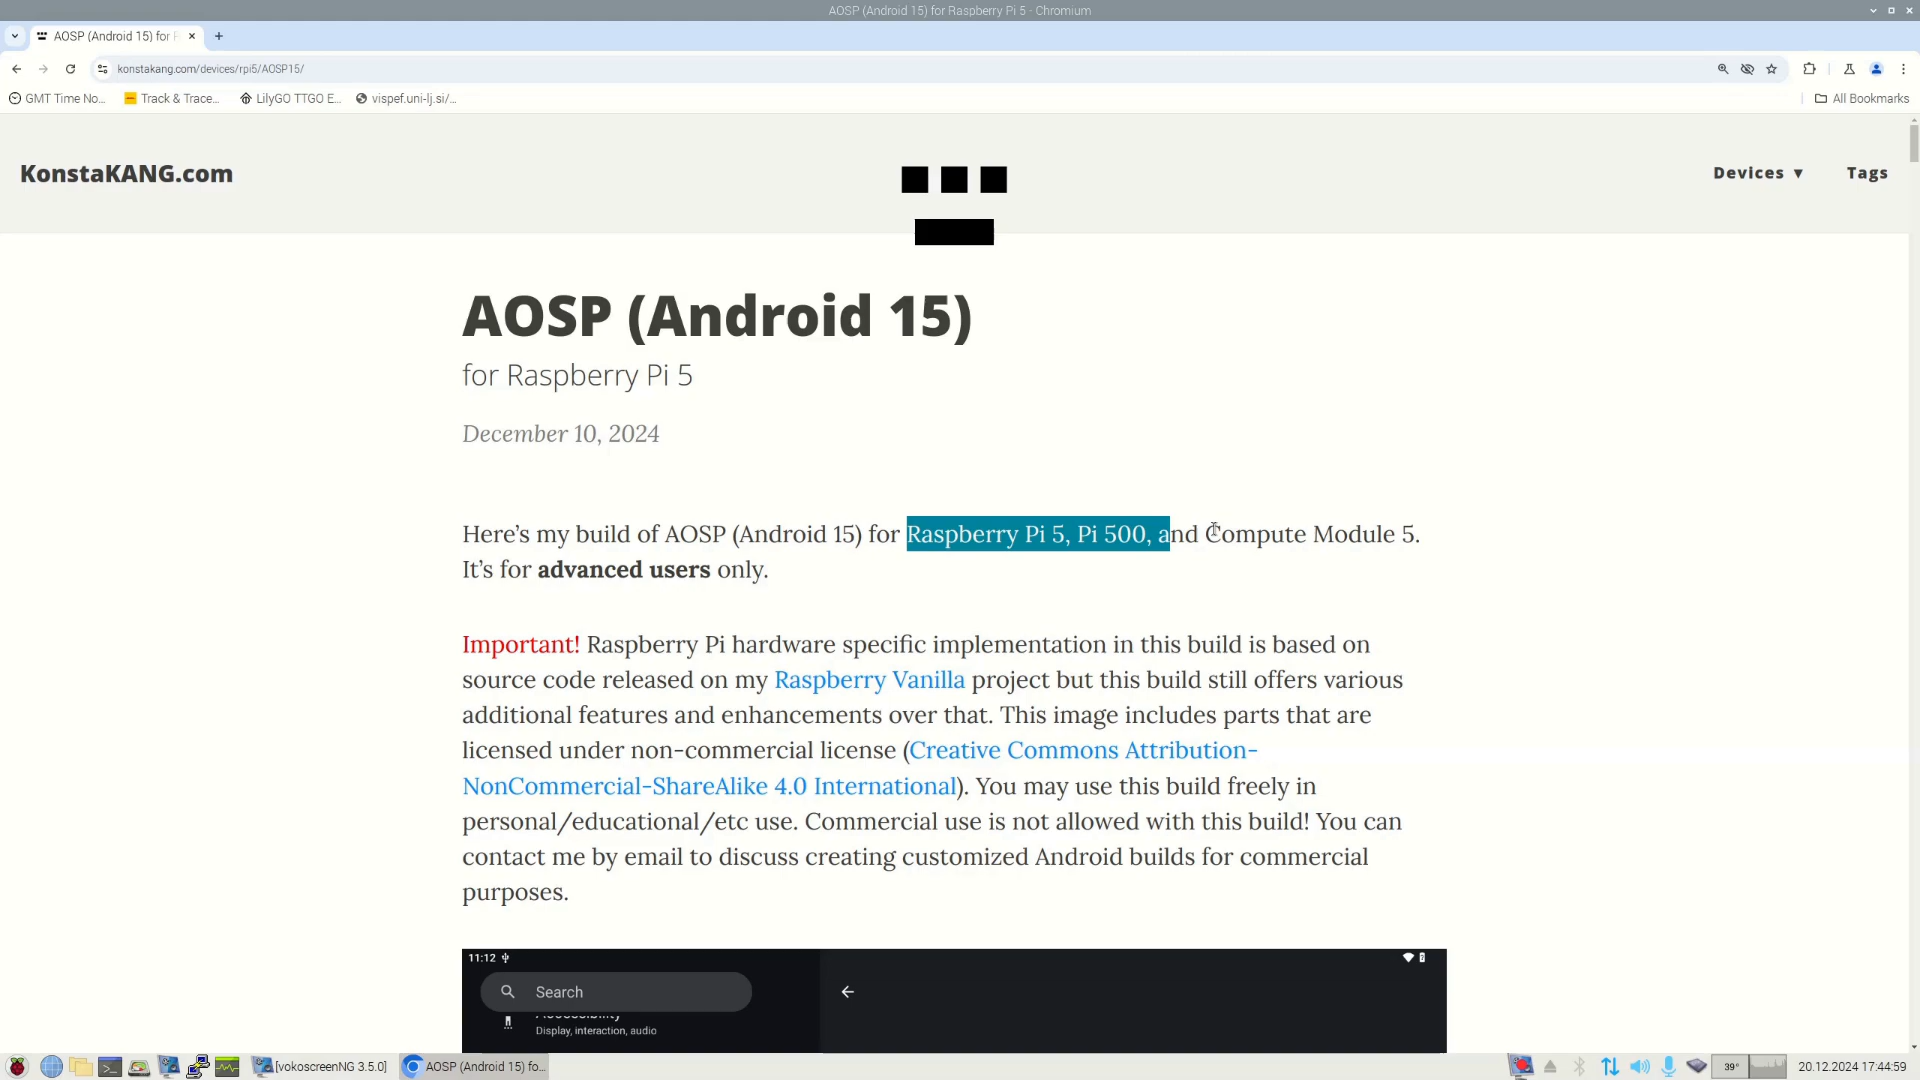 AOSP (Android 15) for Raspberry Pi 5 - Chromium
AOSP (Android 15) for R
konstakang.com/devices/rpi5/AOSP15/
GMT Time No... Track & Trace... LilyGO TTGO E... vispef.uni-lj.si/... All Bookmarks
KonstaKANG.com Devices ▼ Tags
AOSP (Android 15)
for Raspberry Pi 5
December 10, 2024
Here’s my build of AOSP (Android 15) for Raspberry Pi 5, Pi 500, and Compute Module 5.
It’s for advanced users only.
Important! Raspberry Pi hardware specific implementation in this build is based on
source code released on my Raspberry Vanilla project but this build still offers various
additional features and enhancements over that. This image includes parts that are
licensed under non-commercial license (Creative Commons Attribution-
NonCommercial-ShareAlike 4.0 International). You may use this build freely in
personal/educational/etc use. Commercial use is not allowed with this build! You can
contact me by email to discuss creating customized Android builds for commercial
purposes.
11:12
Search
Accessibility
Display, interaction, audio
[vokoscreenNG 3.5.0] AOSP (Android 15) fo... 39° 20.12.2024 17:44:59